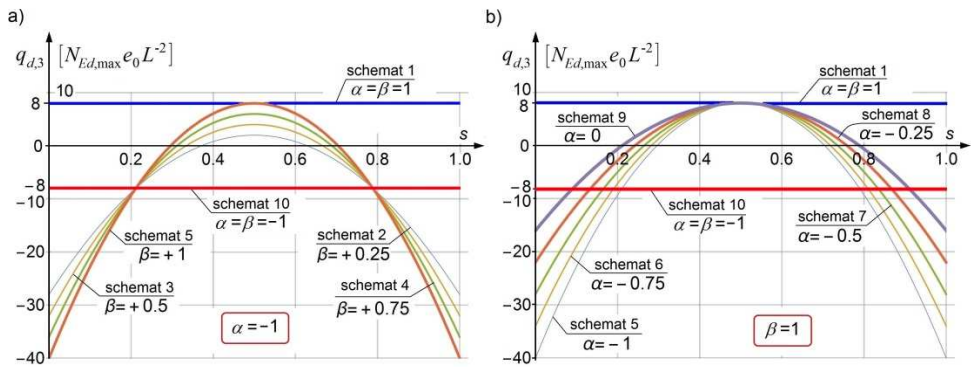 a)
q_{d,3} [N_{Ed,max} e_0 L^{-2}]
10
8
0
-8
-10
-20
-30
-40
0.2
0.4
0.6
0.8
1.0
s
schemat 1
α=β=1
schemat 10
α=β=-1
schemat 5
β=+1
schemat 2
β=+0.25
schemat 3
β=+0.5
schemat 4
β=+0.75
α=-1
b)
q_{d,3} [N_{Ed,max} e_0 L^{-2}]
10
8
0
-8
-10
-20
-30
-40
0.2
0.4
0.6
0.8
1.0
s
schemat 1
α=β=1
schemat 9
α=0
schemat 8
α=-0.25
schemat 10
α=β=-1
schemat 7
α=-0.5
schemat 6
α=-0.75
schemat 5
α=-1
β=1